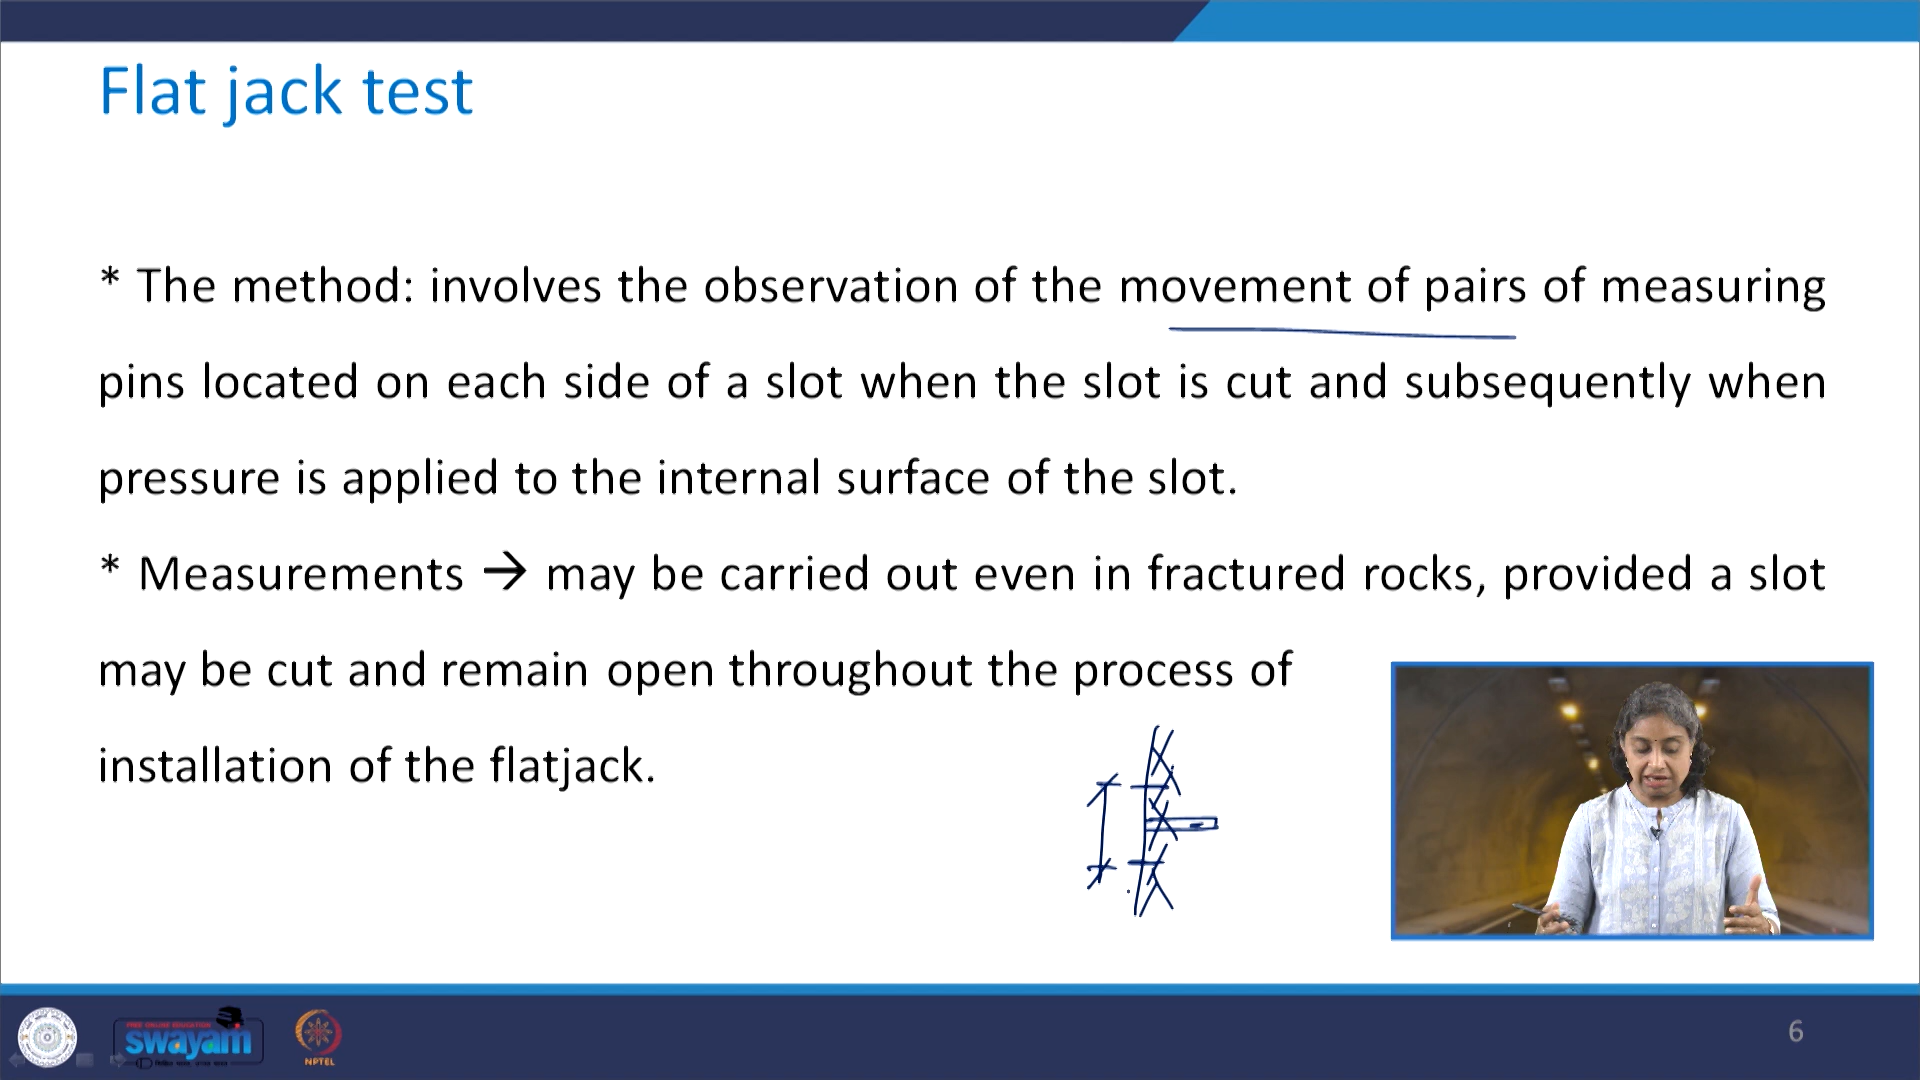 Flat jack test
* The method: involves the observation of the movement of pairs of measuring
pins located on each side of a slot when the slot is cut and subsequently when
pressure is applied to the internal surface of the slot.
* Measurements → may be carried out even in fractured rocks, provided a slot
may be cut and remain open throughout the process of
installation of the flatjack.
FREE ONLINE EDUCATION
swayam
NPTEL
6